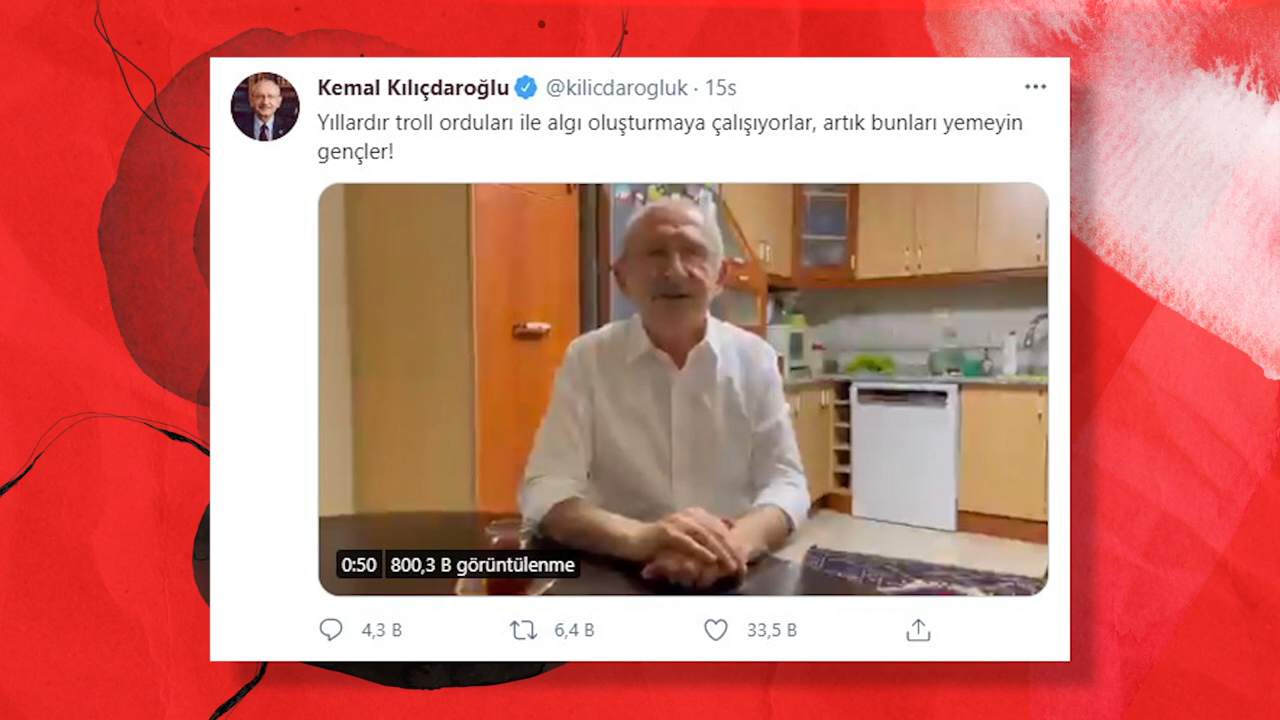 Kemal Kılıçdaroğlu @kilicdarogluk · 15s
Yıllardır troll orduları ile algı oluşturmaya çalışıyorlar, artık bunları yemeyin
gençler!
0:50 800,3 B görüntülenme
4,3 B 6,4 B 33,5 B